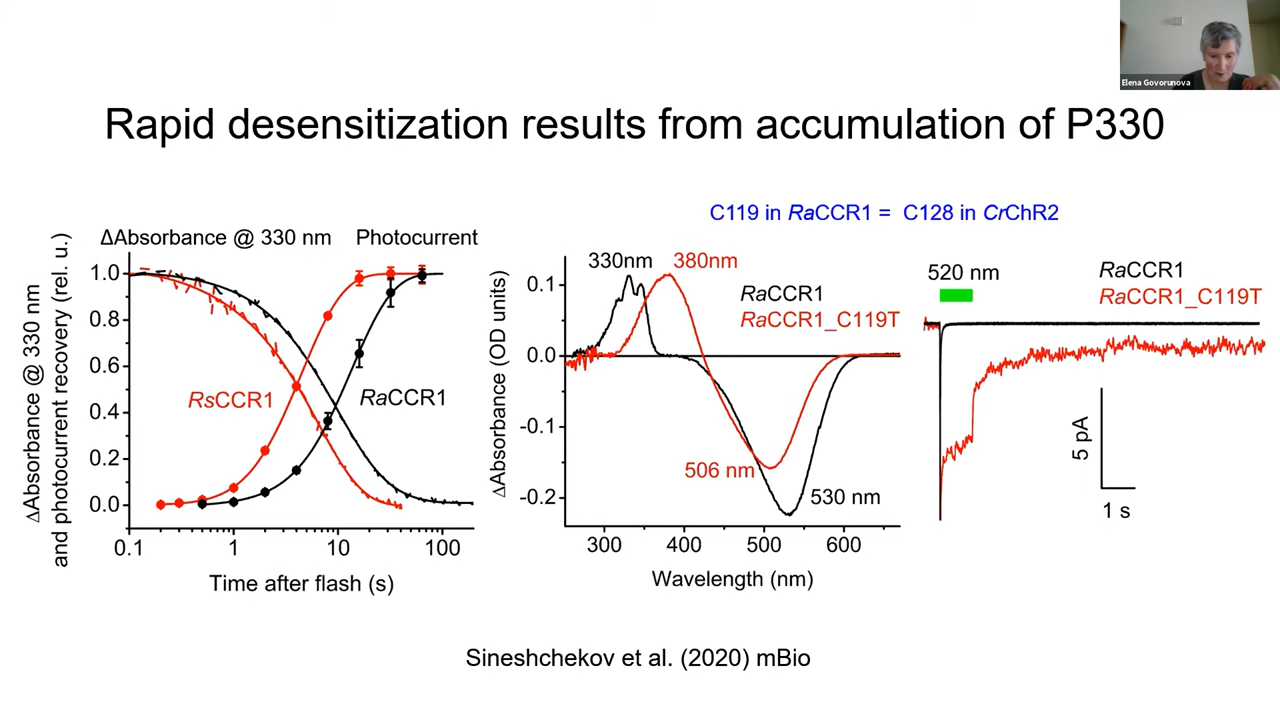 Elena Govorunova
Rapid desensitization results from accumulation of P330
C119 in RaCCR1 = C128 in CrChR2
ΔAbsorbance @ 330 nm
Photocurrent
ΔAbsorbance @ 330 nm
and photocurrent recovery (rel. u.)
1.0
0.8
0.6
0.4
0.2
0.0
RsCCR1
RaCCR1
0.1
1
10
100
Time after flash (s)
ΔAbsorbance (OD units)
0.1
0.0
-0.1
-0.2
330nm
380nm
RaCCR1
RaCCR1_C119T
506 nm
530 nm
300
400
500
600
Wavelength (nm)
520 nm
RaCCR1
RaCCR1_C119T
5 pA
1 s
Sineshchekov et al. (2020) mBio